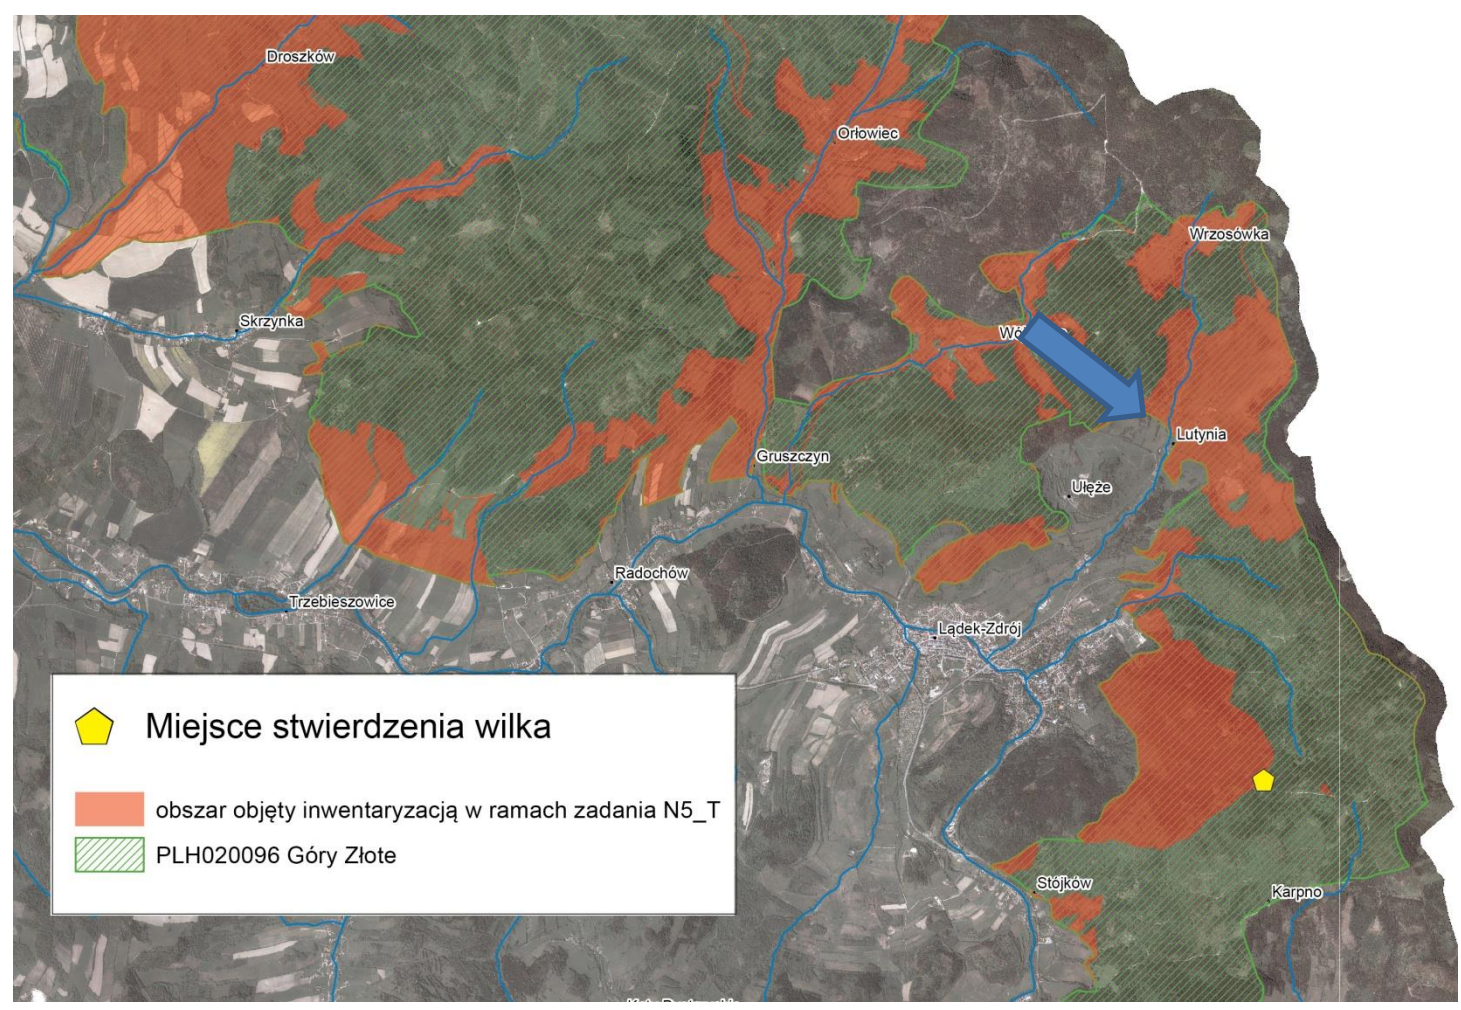 Droszków
Orłowiec
Wrzosówka
Skrzynka
Lutynia
Gruszczyn
Ułęże
Radochów
Trzebieszowice
Lądek-Zdrój
Miejsce stwierdzenia wilka
obszar objęty inwentaryzacją w ramach zadania N5_T
PLH020096 Góry Złote
Stójków
Karpno